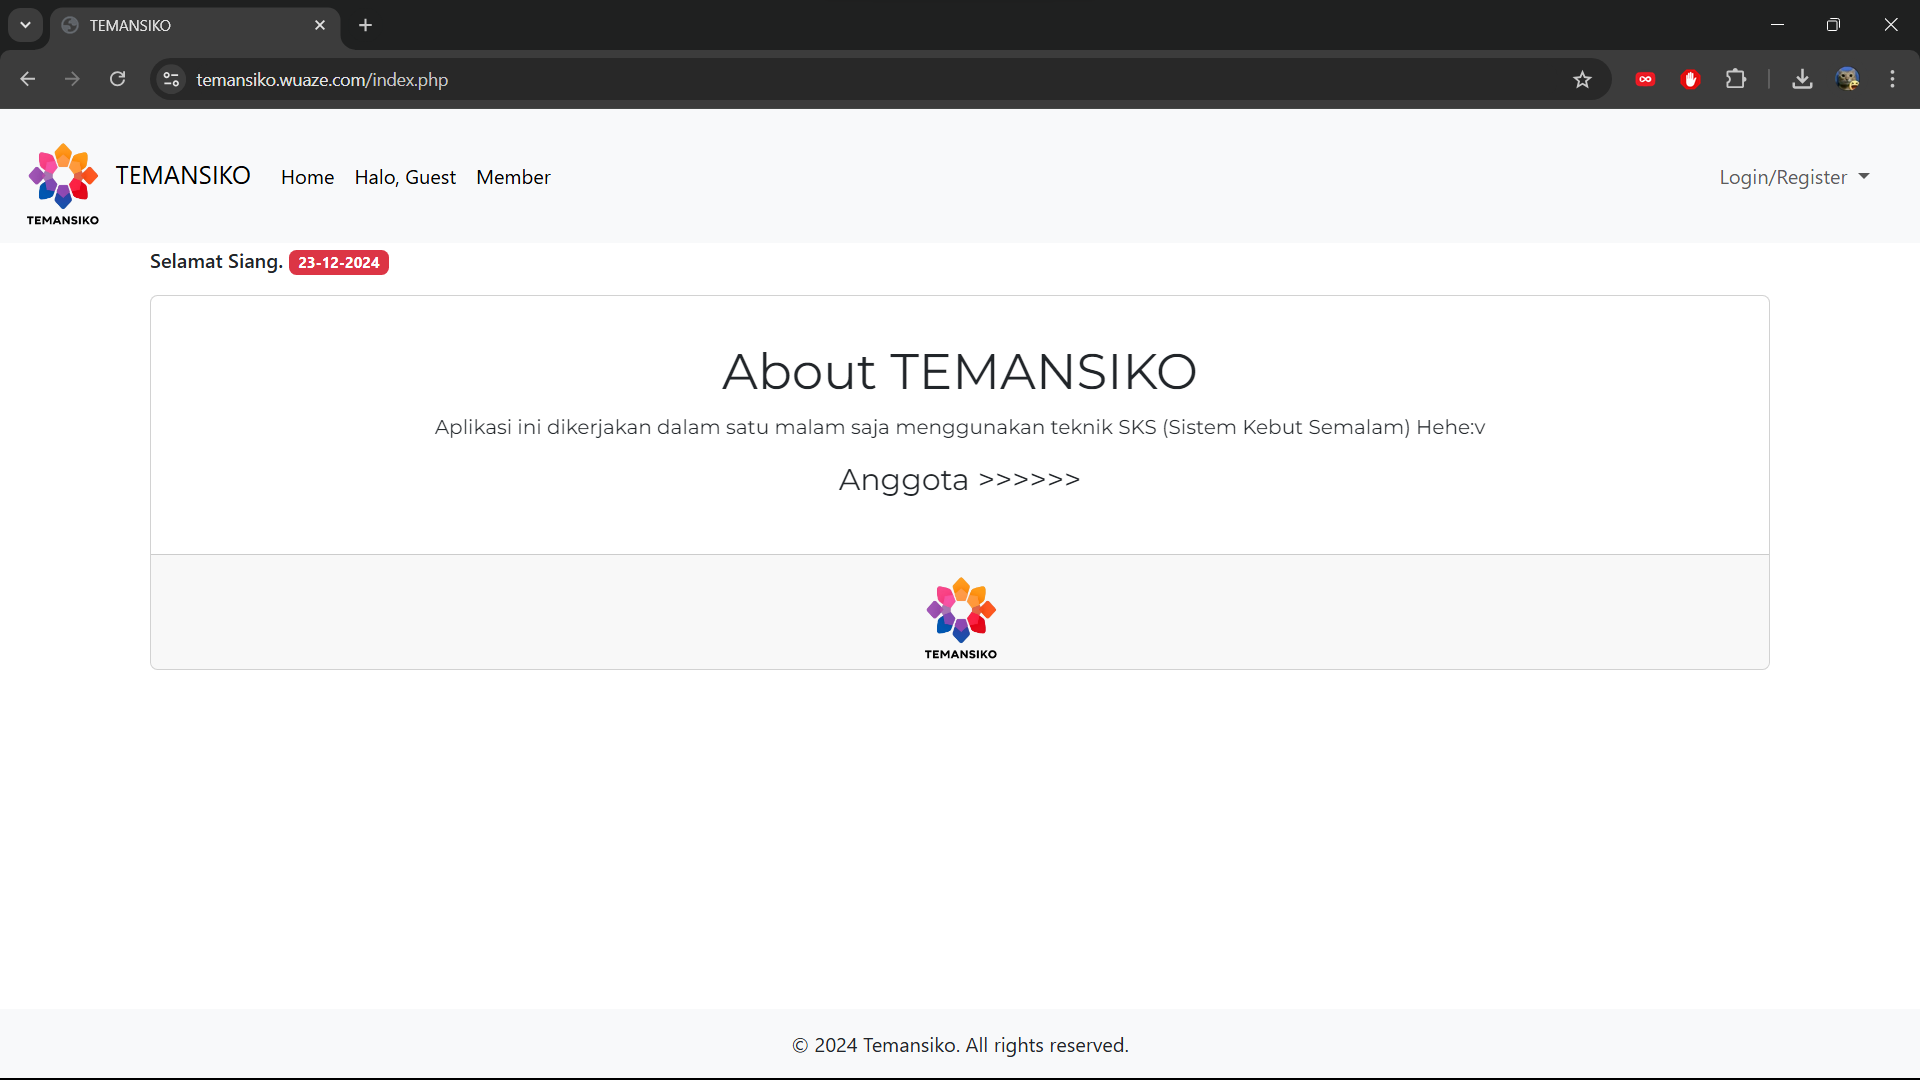 TEMANSIKO
temansiko.wuaze.com/index.php
TEMANSIKO
TEMANSIKO Home Halo, Guest Member Login/Register
Selamat Siang. 23-12-2024
About TEMANSIKO
Aplikasi ini dikerjakan dalam satu malam saja menggunakan teknik SKS (Sistem Kebut Semalam) Hehe:v
Anggota >>>>>>
TEMANSIKO
© 2024 Temansiko. All rights reserved.